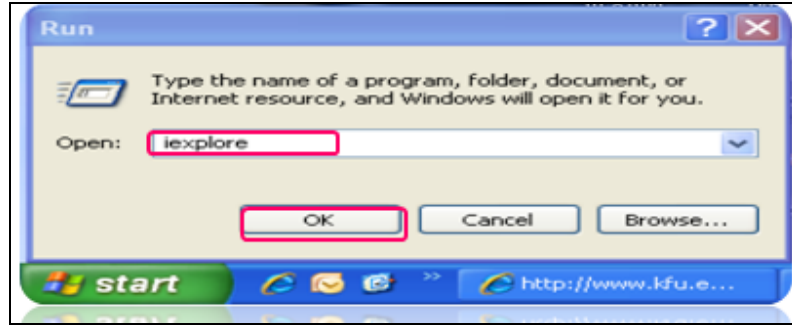 Run
Type the name of a program, folder, document, or
Internet resource, and Windows will open it for you.
Open: iexplore
OK Cancel Browse...
start http://www.kfu.e...